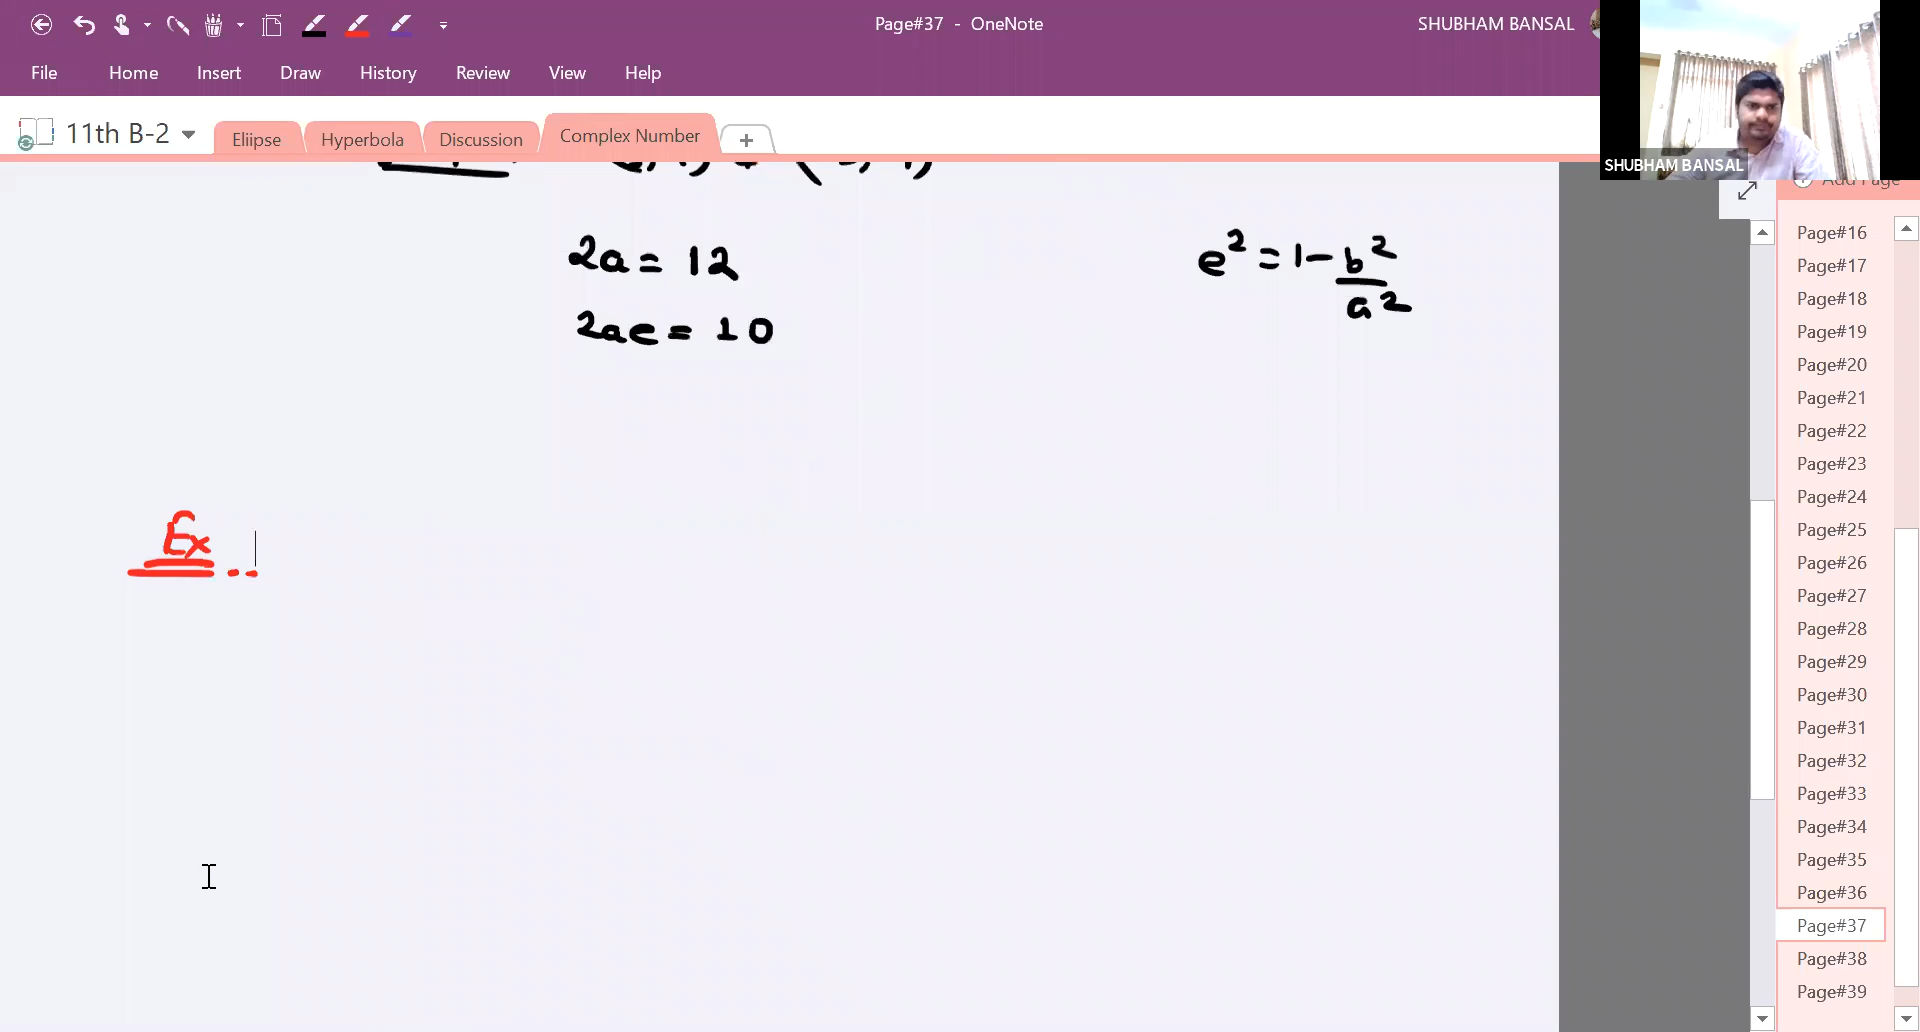 Page#37 - OneNote
SHUBHAM BANSAL
File Home Insert Draw History Review View Help
11th B-2
Eliipse Hyperbola Discussion Complex Number +
SHUBHAM BANSAL
Add Page
2a = 12
2ae = 10
e² = 1 - b²/a²
Ex
Page#16
Page#17
Page#18
Page#19
Page#20
Page#21
Page#22
Page#23
Page#24
Page#25
Page#26
Page#27
Page#28
Page#29
Page#30
Page#31
Page#32
Page#33
Page#34
Page#35
Page#36
Page#37
Page#38
Page#39